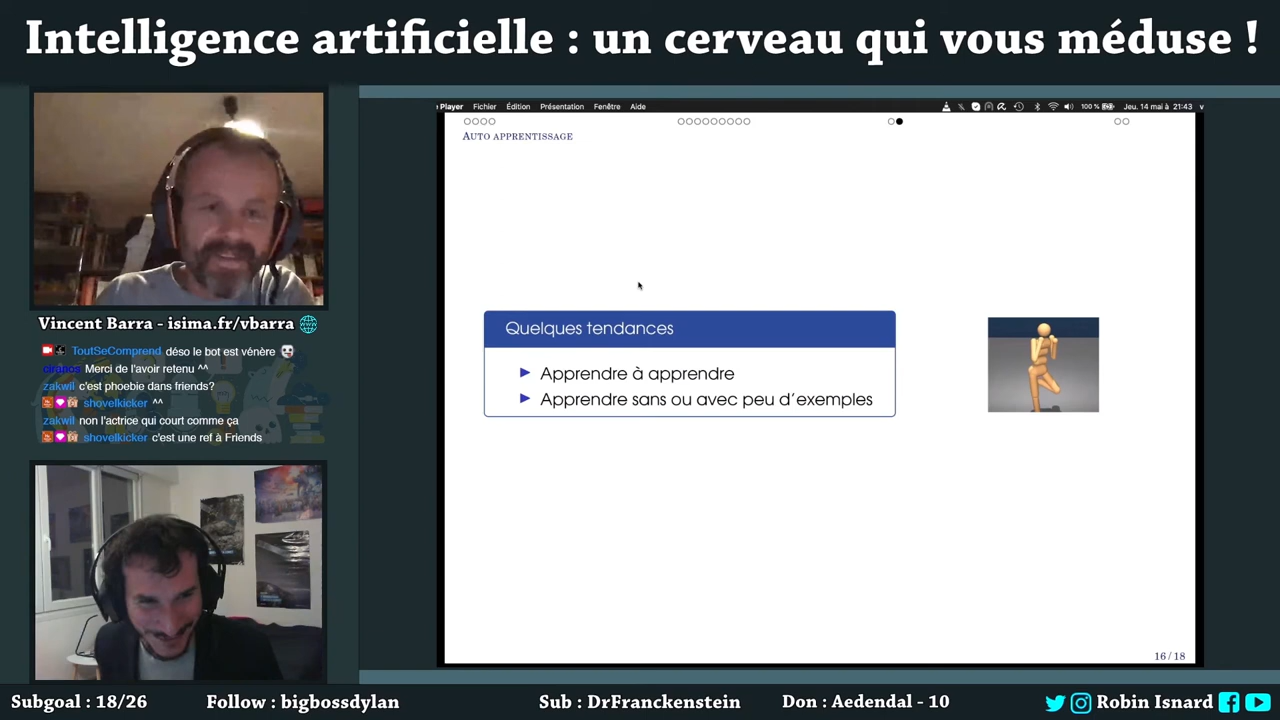 Intelligence artificielle : un cerveau qui vous méduse !
Player Fichier Édition Présentation Fenêtre Aide
100 % Jeu. 14 mai à 21:43
AUTO APPRENTISSAGE
Quelques tendances
Apprendre à apprendre
Apprendre sans ou avec peu d'exemples
16 / 18
Vincent Barra - isima.fr/vbarra
ToutSeComprend déso le bot est vénère
Merci de l'avoir retenu ^^
zakwil c'est phoebie dans friends?
shovelkicker ^^
zakwil non l'actrice qui court comme ça
shovelkicker c'est une ref à Friends
Subgoal : 18/26
Follow : bigbossdylan
Sub : DrFranckenstein
Don : Aedendal - 10
Robin Isnard